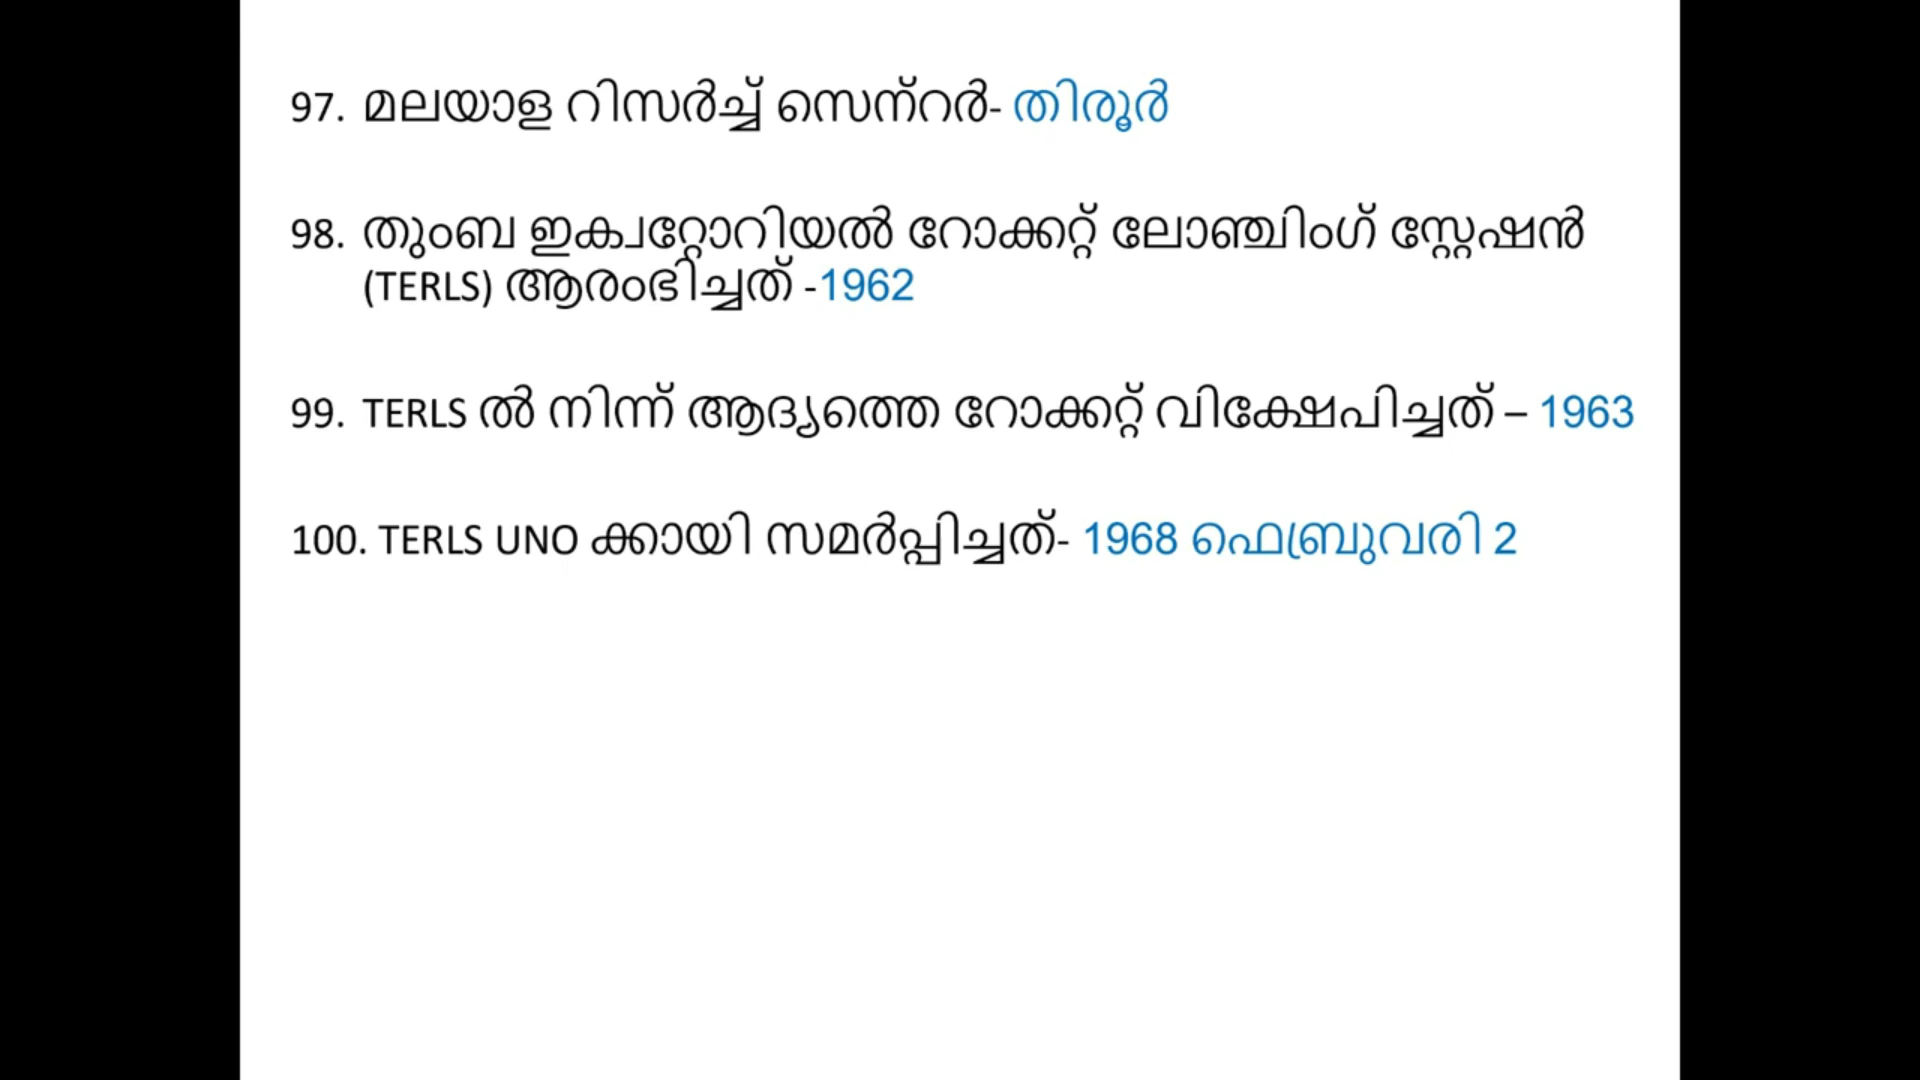 97. മലയാള റിസർച്ച് സെന്റർ- തിരൂർ
98. തുംബ ഇക്വറ്റോറിയൽ റോക്കറ്റ് ലോഞ്ചിംഗ് സ്റ്റേഷൻ
(TERLS) ആരംഭിച്ചത് -1962
99. TERLS ൽ നിന്ന് ആദ്യത്തെ റോക്കറ്റ് വിക്ഷേപിച്ചത് – 1963
100. TERLS UNO ക്കായി സമർപ്പിച്ചത്- 1968 ഫെബ്രുവരി 2